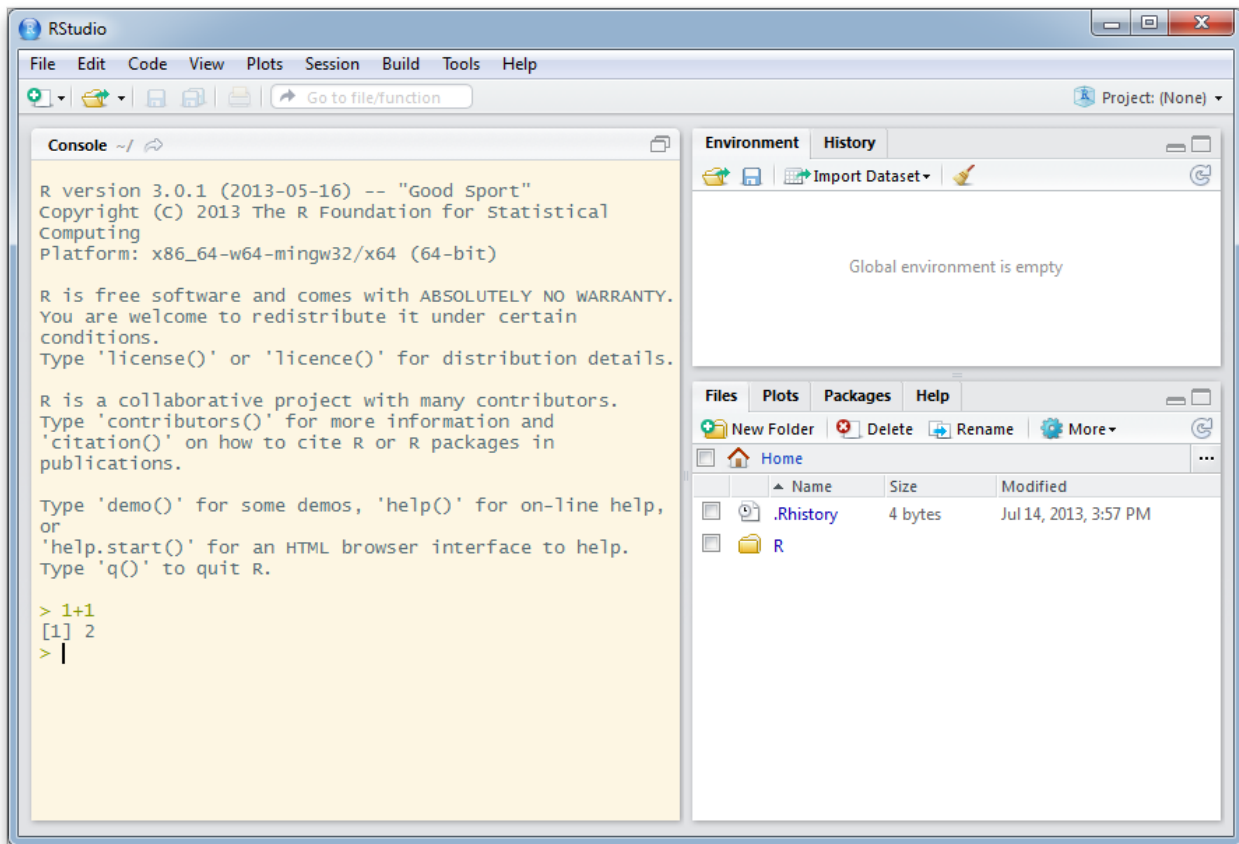 RStudio
File Edit Code View Plots Session Build Tools Help
Go to file/function
Project: (None)
Console ~/
R version 3.0.1 (2013-05-16) -- "Good Sport"
Copyright (C) 2013 The R Foundation for Statistical
Computing
Platform: x86_64-w64-mingw32/x64 (64-bit)
R is free software and comes with ABSOLUTELY NO WARRANTY.
You are welcome to redistribute it under certain
conditions.
Type 'license()' or 'licence()' for distribution details.
R is a collaborative project with many contributors.
Type 'contributors()' for more information and
'citation()' on how to cite R or R packages in
publications.
Type 'demo()' for some demos, 'help()' for on-line help,
or
'help.start()' for an HTML browser interface to help.
Type 'q()' to quit R.
> 1+1
[1] 2
>
Environment History
Import Dataset
Global environment is empty
Files Plots Packages Help
New Folder Delete Rename More
Home ...
Name Size Modified
.Rhistory 4 bytes Jul 14, 2013, 3:57 PM
R